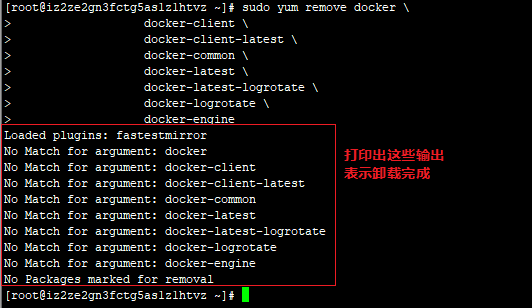 [root@iz2ze2gn3fctg5aslzlhtvz ~]# sudo yum remove docker \
> docker-client \
> docker-client-latest \
> docker-common \
> docker-latest \
> docker-latest-logrotate \
> docker-logrotate \
> docker-engine
Loaded plugins: fastestmirror
No Match for argument: docker
No Match for argument: docker-client
No Match for argument: docker-client-latest
No Match for argument: docker-common
No Match for argument: docker-latest
No Match for argument: docker-latest-logrotate
No Match for argument: docker-logrotate
No Match for argument: docker-engine
No Packages marked for removal
打印出这些输出
表示卸载完成
[root@iz2ze2gn3fctg5aslzlhtvz ~]#